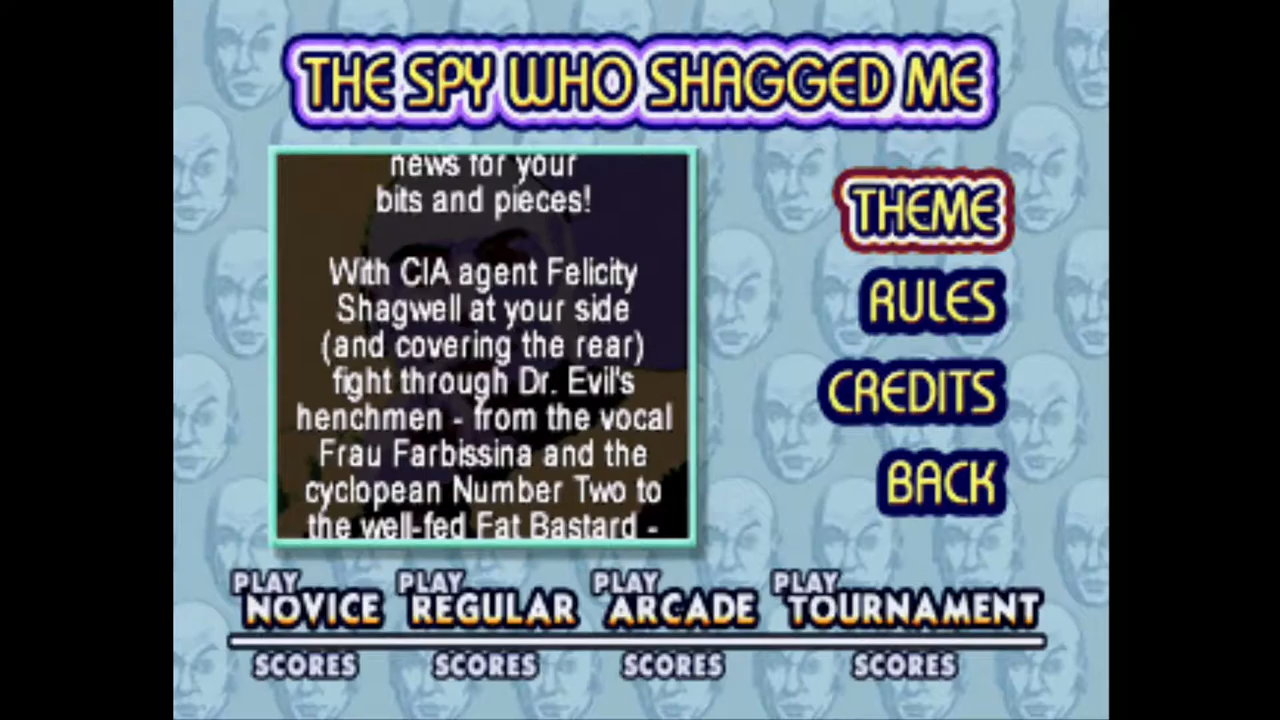 THE SPY WHO SHAGGED ME
news for your
bits and pieces!
With CIA agent Felicity
Shagwell at your side
(and covering the rear)
fight through Dr. Evil's
henchmen - from the vocal
Frau Farbissina and the
cyclopean Number Two to
the well-fed Fat Bastard -
THEME
RULES
CREDITS
BACK
PLAY NOVICE
PLAY REGULAR
PLAY ARCADE
PLAY TOURNAMENT
SCORES
SCORES
SCORES
SCORES